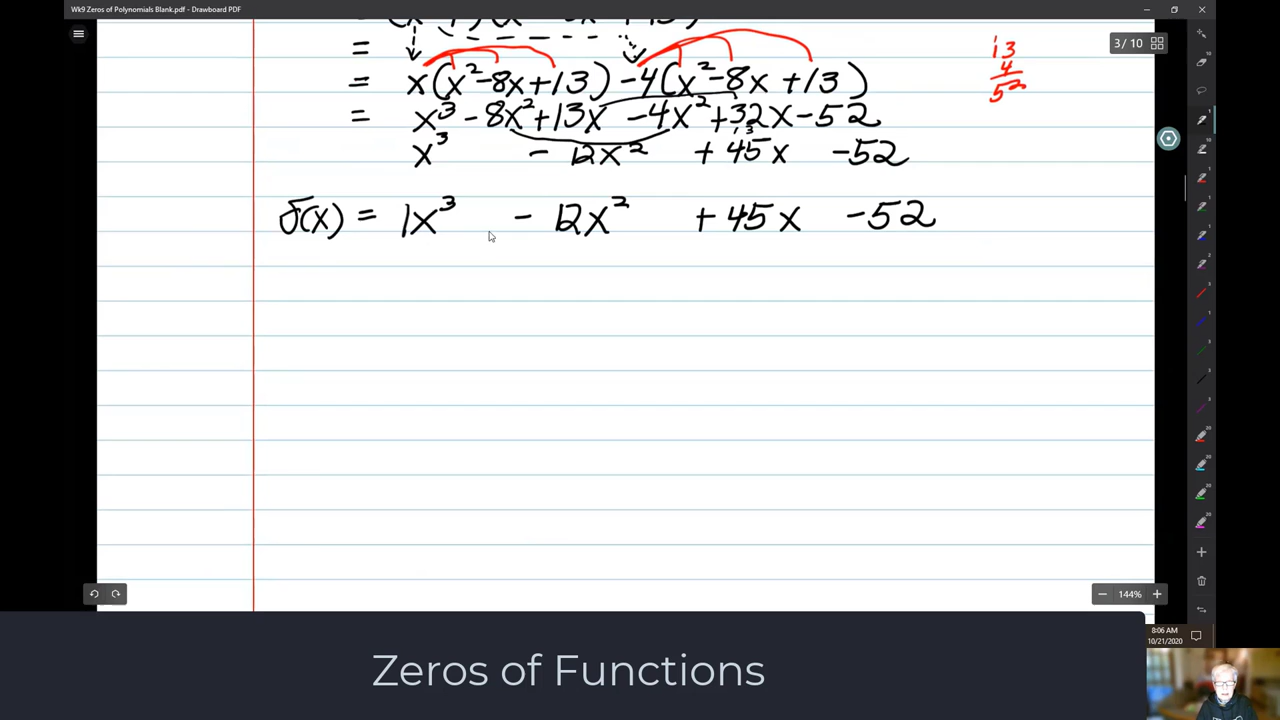 Wk9 Zeros of Polynomials Blank.pdf - Drawboard PDF
3 / 10
=
= x(x²-8x+13) -4(x²-8x +13)
13
4
52
= x³ - 8x²+13x -4x²+32x-52
x³ - 12x² + 45x -52
f(x) = 1x³ - 12x² + 45x -52
144%
Zeros of Functions
8:06 AM
10/21/2020